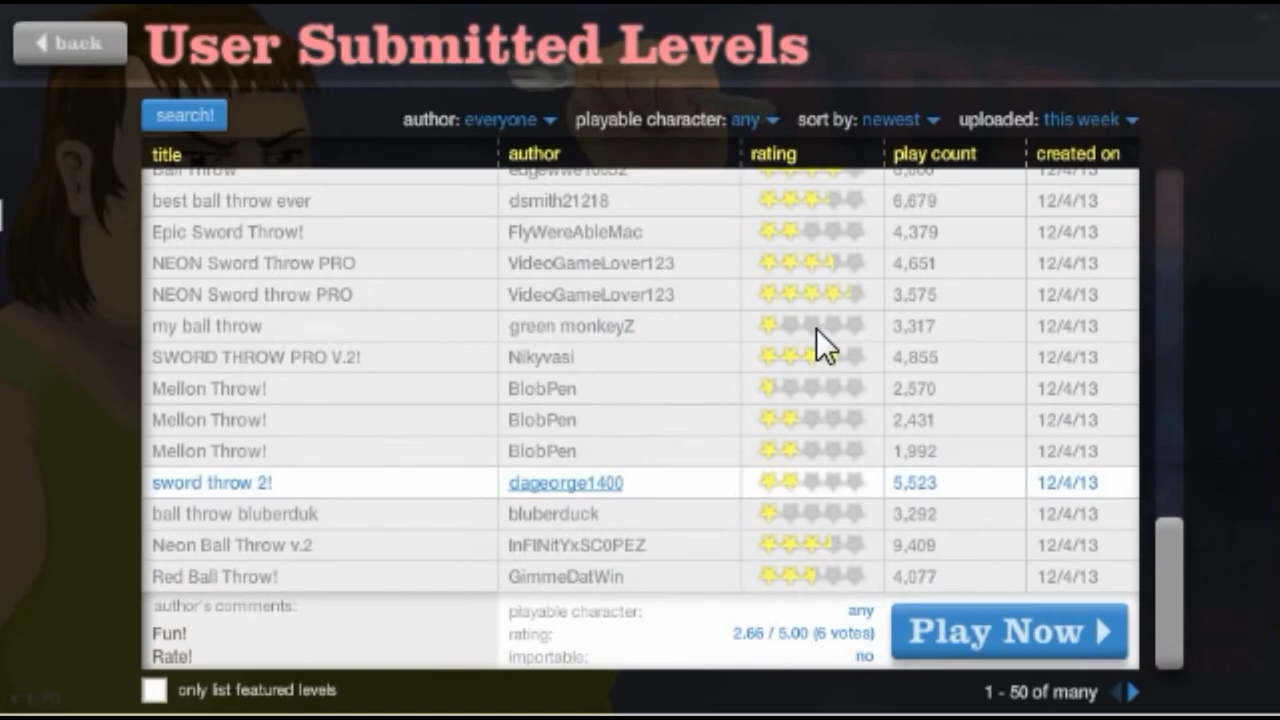 back
User Submitted Levels
search!
author: everyone playable character: any sort by: newest uploaded: this week
title author rating play count created on
Ball Throw 12/4/13
best ball throw ever dsmith21218 6,679 12/4/13
Epic Sword Throw! FlyWereAbleMac 4,379 12/4/13
NEON Sword Throw PRO VideoGameLover123 4,651 12/4/13
NEON Sword throw PRO VideoGameLover123 3,575 12/4/13
my ball throw green monkeyZ 3,317 12/4/13
SWORD THROW PRO V.2! Nikyvasi 4,855 12/4/13
Mellon Throw! BlobPen 2,570 12/4/13
Mellon Throw! BlobPen 2,431 12/4/13
Mellon Throw! BlobPen 1,992 12/4/13
sword throw 2! dageorge1400 5,523 12/4/13
ball throw bluberduk bluberduck 3,292 12/4/13
Neon Ball Throw v.2 InFINitYxSC0PEZ 9,409 12/4/13
Red Ball Throw! GimmeDatWin 4,077 12/4/13
author's comments:
Fun!
Rate!
playable character: any
rating: 2.66 / 5.00 (6 votes)
importable: no
Play Now
only list featured levels
1 - 50 of many